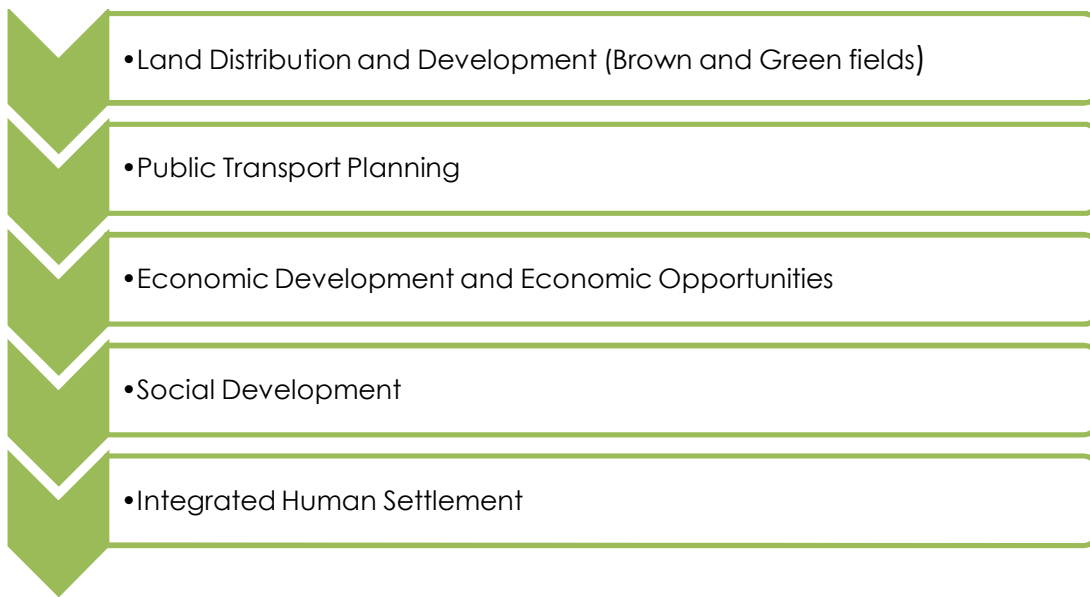 •Land Distribution and Development (Brown and Green fields)
•Public Transport Planning
•Economic Development and Economic Opportunities
•Social Development
•Integrated Human Settlement